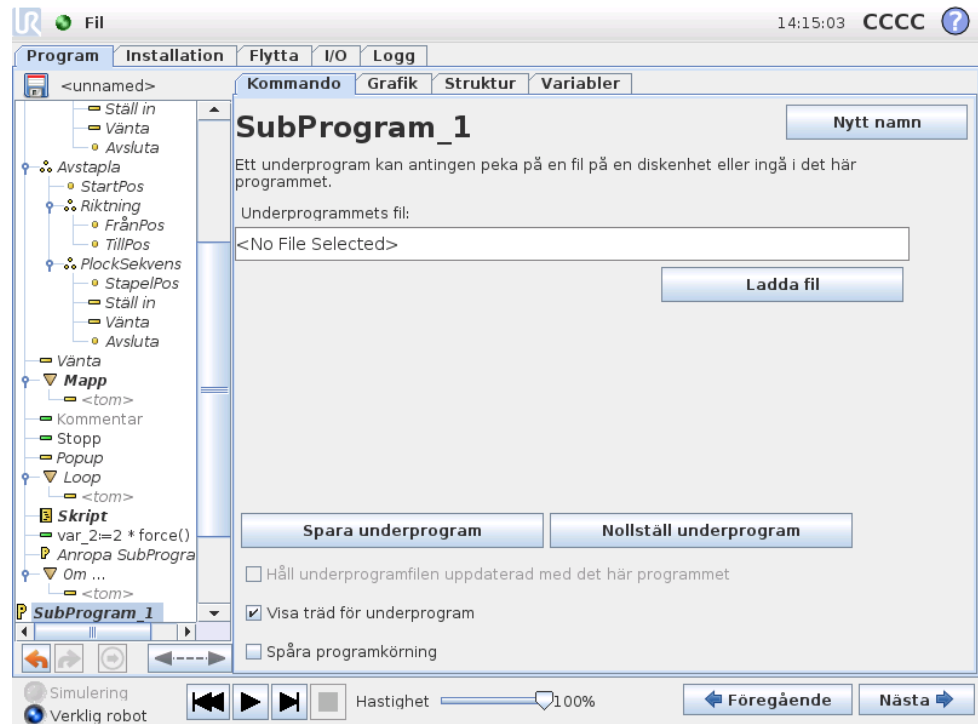 UR Fil 14:15:03 CCCC ?
Program Installation Flytta I/O Logg
<unnamed>
Kommando Grafik Struktur Variabler
Ställ in
Vänta
Avsluta
Avstapla
StartPos
Riktning
FrånPos
TillPos
PlockSekvens
StapelPos
Ställ in
Vänta
Avsluta
Vänta
Mapp
<tom>
Kommentar
Stopp
Popup
Loop
<tom>
Skript
var_2:=2 * force()
Anropa SubProgra
Om ...
<tom>
SubProgram_1
SubProgram_1
Nytt namn
Ett underprogram kan antingen peka på en fil på en diskenhet eller ingå i det här
programmet.
Underprogrammets fil:
<No File Selected>
Ladda fil
Spara underprogram Nollställ underprogram
Håll underprogramfilen uppdaterad med det här programmet
Visa träd för underprogram
Spåra programkörning
Simulering
Verklig robot
Hastighet 100%
Föregående Nästa